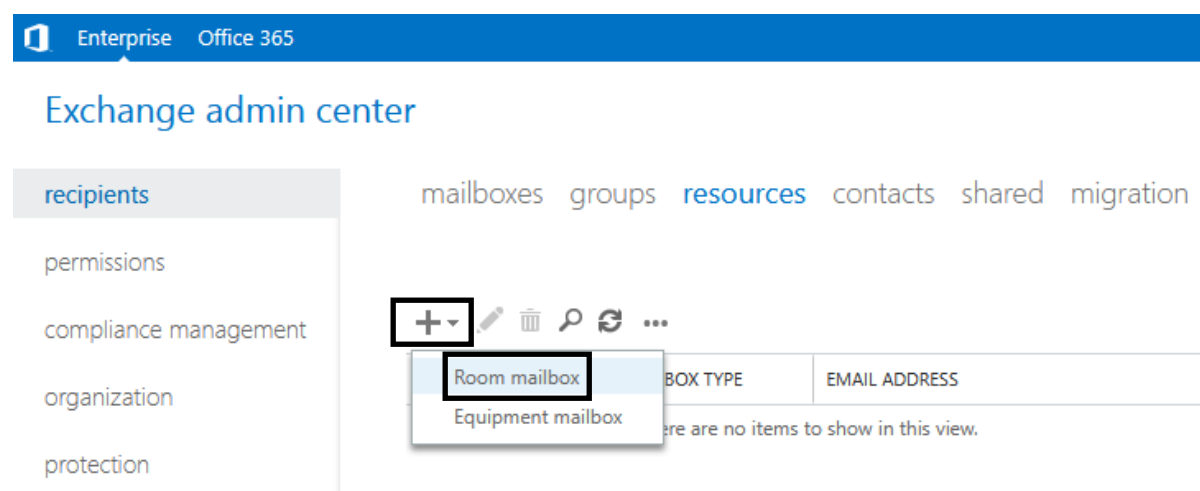 Enterprise Office 365
Exchange admin center
recipients
permissions
compliance management
organization
protection
mailboxes groups resources contacts shared migration
Room mailbox
Equipment mailbox
BOX TYPE EMAIL ADDRESS
ere are no items to show in this view.